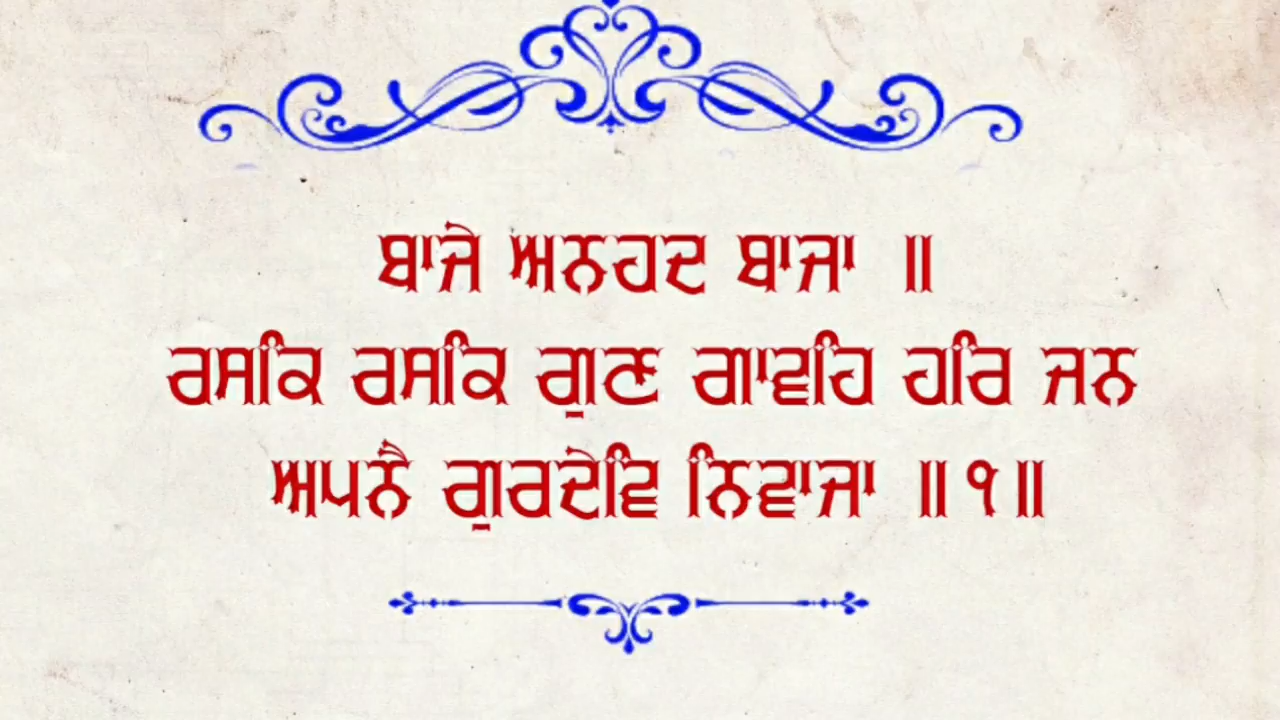 ਬਾਜੇ ਅਨਹਦ ਬਾਜਾ ॥
ਰਸਕਿ ਰਸਕਿ ਗੁਣ ਗਾਵਹਿ ਹਰਿ ਜਨ
ਅਪਨੈ ਗੁਰਦੇਵਿ ਨਿਵਾਜਾ ॥੧॥